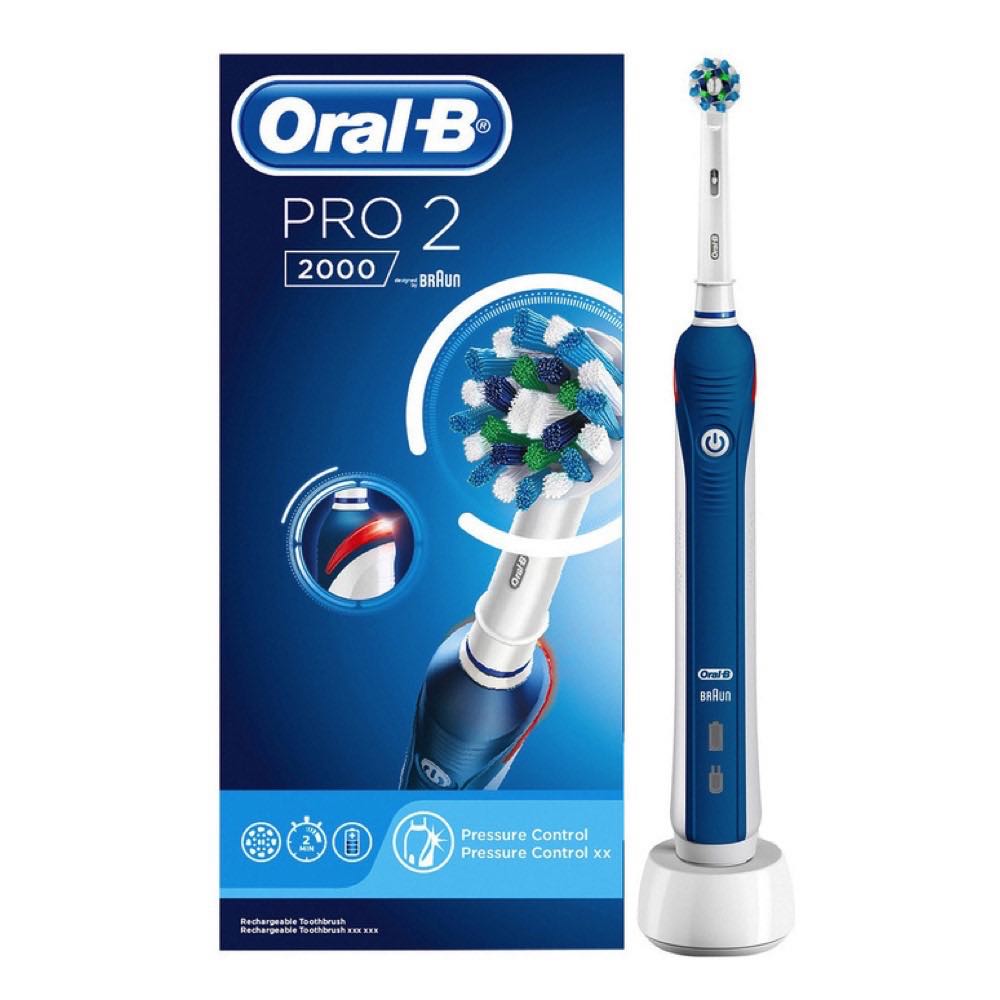 Oral-B®
PRO 2
2000
designed by BRAUN
Oral-B
2 MIN
Pressure Control
Pressure Control xx
Rechargeable Toothbrush
Rechargeable Toothbrush xxx xxx
Oral-B
Oral-B
BRAUN